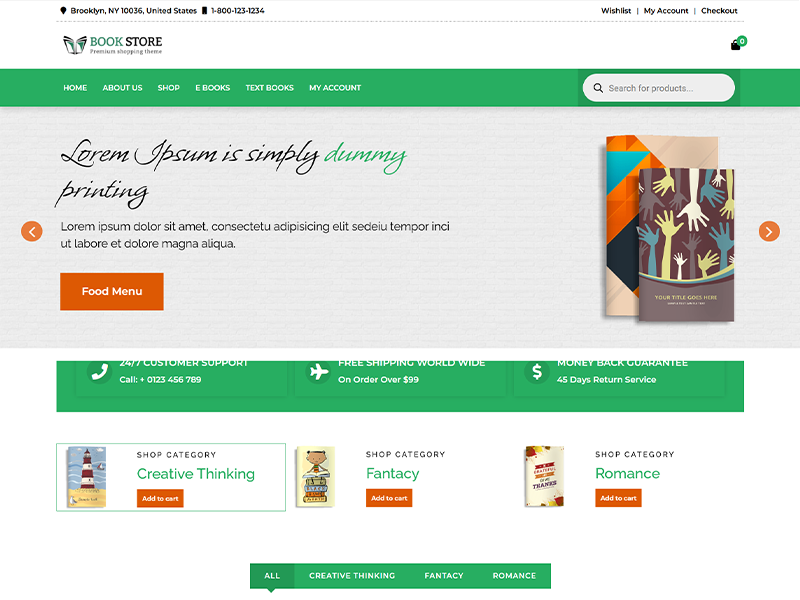 Brooklyn, NY 10036, United States 1-800-123-1234
Wishlist | My Account | Checkout
BOOK STORE
Premium shopping theme
0
HOME ABOUT US SHOP E BOOKS TEXT BOOKS MY ACCOUNT
Search for products...
Lorem Ipsum is simply dummy
printing
Lorem ipsum dolor sit amet, consectetu adipisicing elit sedeiu tempor inci
ut labore et dolore magna aliqua.
Food Menu
YOUR TITLE GOES HERE
24/7 CUSTOMER SUPPORT
Call: + 0123 456 789
FREE SHIPPING WORLD WIDE
On Order Over $99
MONEY BACK GUARANTEE
45 Days Return Service
SHOP CATEGORY
Creative Thinking
Add to cart
SHOP CATEGORY
Fantacy
Add to cart
GRATEFUL
THANKS
SHOP CATEGORY
Romance
Add to cart
ALL CREATIVE THINKING FANTACY ROMANCE